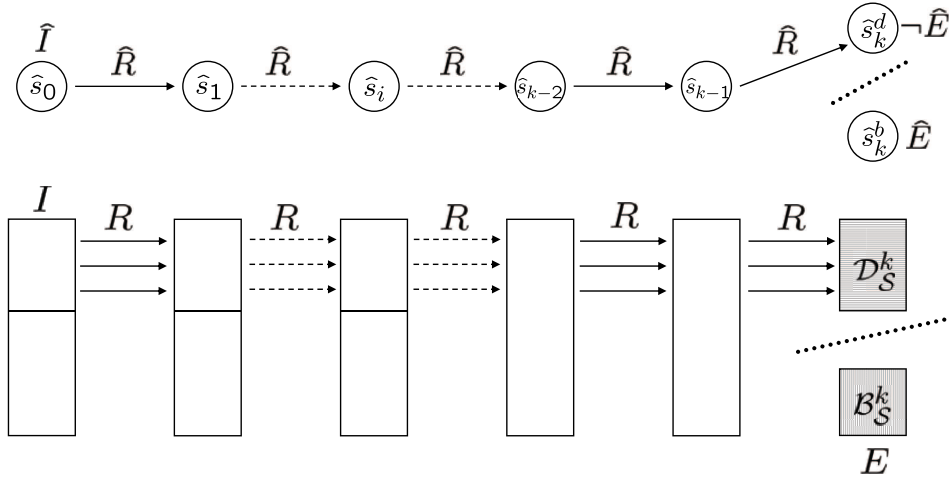 Î
R̂ R̂ R̂ R̂ R̂
ŝ₀ ŝ₁ ŝᵢ ŝₖ₋₂ ŝₖ₋₁ ŝₖᵈ ¬Ê
ŝₖᵇ Ê
I
R R R R R
𝒟ₛᵏ
ℬₛᵏ
E